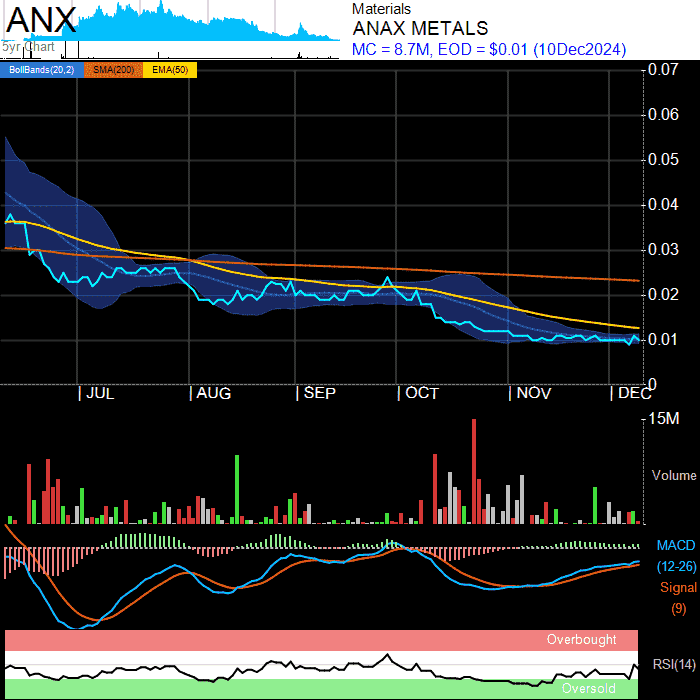 ANX
5yr Chart
Materials
ANAX METALS
MC = 8.7M, EOD = $0.01 (10Dec2024)
BollBands(20,2) SMA(200) EMA(50)
0.07
0.06
0.05
0.04
0.03
0.02
0.01
0
| JUL | AUG | SEP | OCT | NOV | DEC
15M
Volume
MACD
(12-26)
Signal
(9)
Overbought
RSI(14)
Oversold